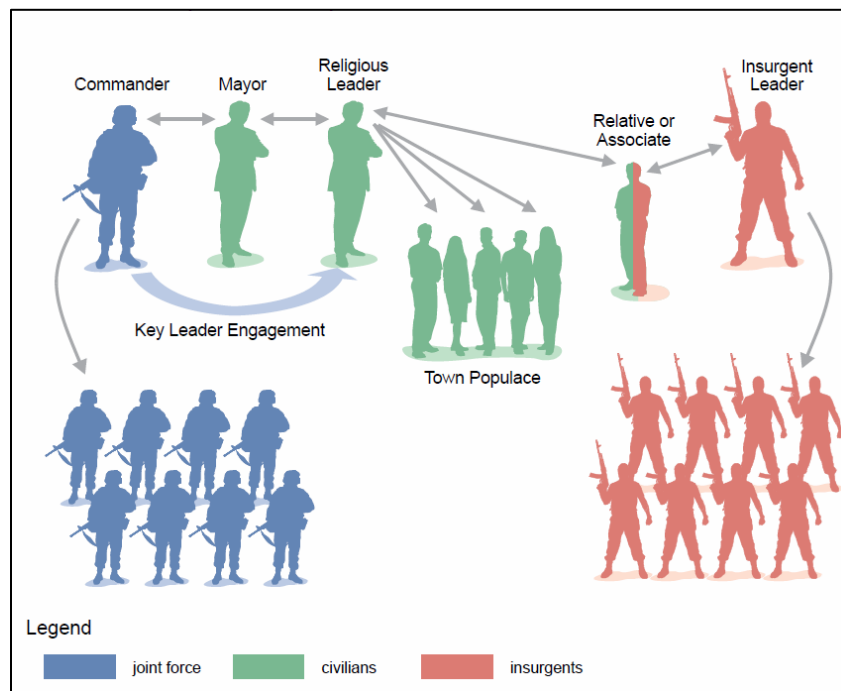 Commander
Mayor
Religious
Leader
Relative or
Associate
Insurgent
Leader
Key Leader Engagement
Town Populace
Legend
joint force
civilians
insurgents